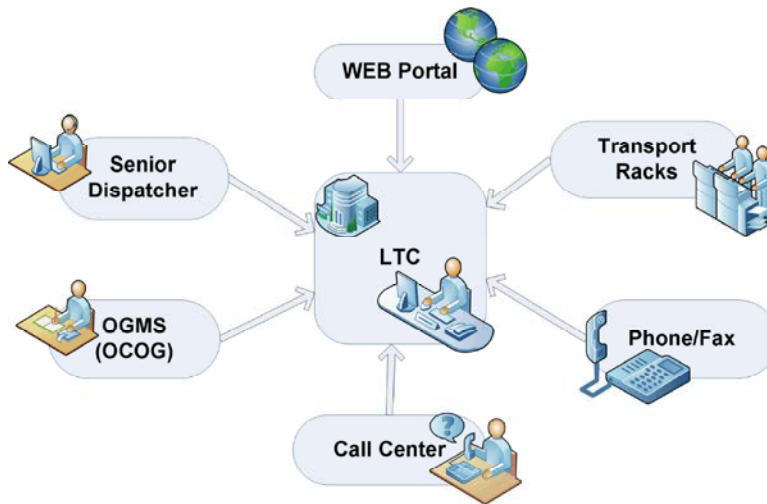 WEB Portal
Senior
Dispatcher
Transport
Racks
LTC
OGMS
(OCOG)
Phone/Fax
Call Center
?